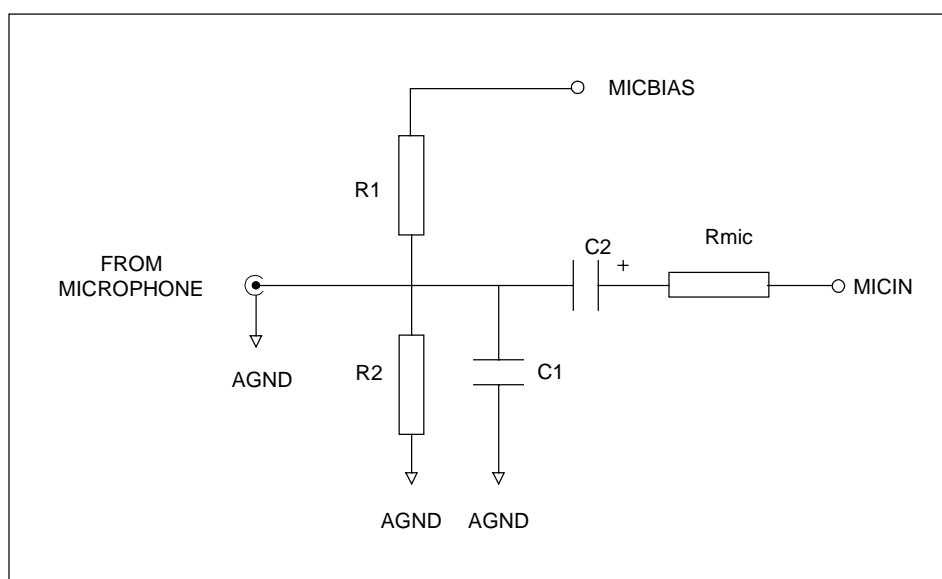 MICBIAS
R1
C2
+
Rmic
FROM
MICROPHONE
MICIN
AGND
R2
C1
AGND
AGND